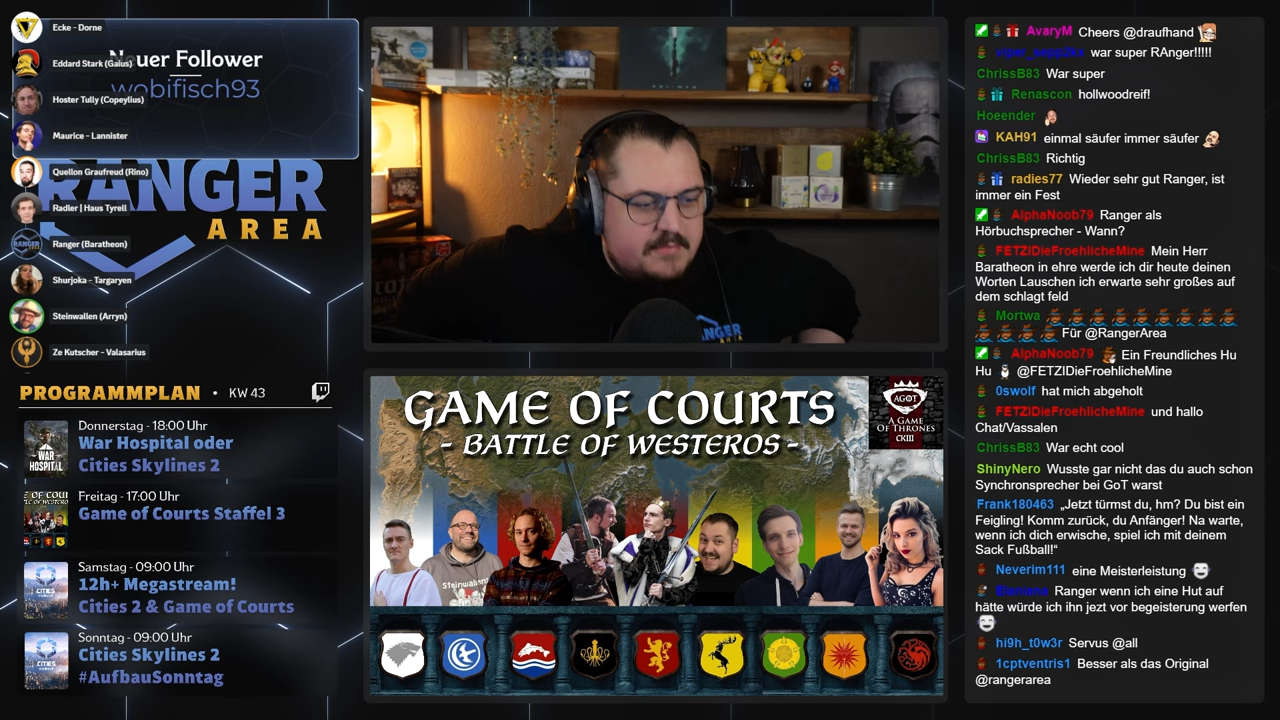 Ecke - Dorne
Eddard Stark (Gaius)
Neuer Follower
wobifisch93
Hoster Tully (Copeylius)
Maurice - Lannister
Quellon Graufreud (Rino)
Radler | Haus Tyrell
Ranger (Baratheon)
Shurjoka - Targaryen
Steinwallen (Arryn)
Ze Kutscher - Valasarius
RANGER
AREA
PROGRAMMPLAN • KW 43
Donnerstag - 18:00 Uhr
War Hospital oder
Cities Skylines 2
WAR
HOSPITAL
Freitag - 17:00 Uhr
Game of Courts Staffel 3
Samstag - 09:00 Uhr
12h+ Megastream!
Cities 2 & Game of Courts
CITIES
Sonntag - 09:00 Uhr
Cities Skylines 2
#AufbauSonntag
CITIES
RANGER
AREA
GAME OF COURTS
- BATTLE OF WESTEROS -
AGOT
A GAME
OF THRONES
CKIII
Steinwallen
AvaryM Cheers @draufhand
war super RAnger!!!!!
ChrissB83 War super
Renascon hollwoodreif!
Hoeender
KAH91 einmal säufer immer säufer
ChrissB83 Richtig
radies77 Wieder sehr gut Ranger, ist
immer ein Fest
AlphaNoob79 Ranger als
Hörbuchsprecher - Wann?
FETZIDieFroehlicheMine Mein Herr
Baratheon in ehre werde ich dir heute deinen
Worten Lauschen ich erwarte sehr großes auf
dem schlagt feld
Mortwa
Für @RangerArea
AlphaNoob79 Ein Freundliches Hu
Hu @FETZIDieFroehlicheMine
0swolf hat mich abgeholt
FETZIDieFroehlicheMine und hallo
Chat/Vassalen
ChrissB83 War echt cool
ShinyNero Wusste gar nicht das du auch schon
Synchronsprecher bei GoT warst
Frank180463 „Jetzt türmst du, hm? Du bist ein
Feigling! Komm zurück, du Anfänger! Na warte,
wenn ich dich erwische, spiel ich mit deinem
Sack Fußball!“
Neverim111 eine Meisterleistung
Ranger wenn ich eine Hut auf
hätte würde ich ihn jezt vor begeisterung werfen
hi9h_t0w3r Servus @all
1cptventris1 Besser als das Original
@rangerarea